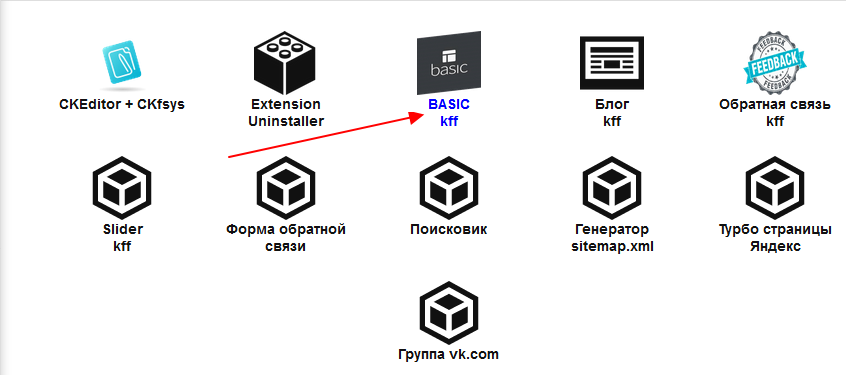 basic
FEEDBACK
FEEDBACK
FEEDBACK
CKEditor + CKfsys
Extension
Uninstaller
BASIC
kff
Блог
kff
Обратная связь
kff
Slider
kff
Форма обратной
связи
Поисковик
Генератор
sitemap.xml
Турбо страницы
Яндекс
Группа vk.com